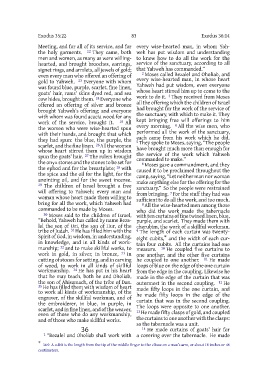 Exodus 35:22
83
Exodus 36:14
Meeting, and for all of its service, and for
the holy garments. 22 They came, both
men and women, as many as were willing-
hearted, and brought brooches, earrings,
signet rings, and armlets, all jewels of gold;
even every man who offered an offering of
gold to Yahweh. 23 Everyone with whom
was found blue, purple, scarlet, fine linen,
goats' hair, rams' skins dyed red, and sea
cow hides, brought them. 24 Everyone who
offered an offering of silver and bronze
brought Yahweh's offering; and everyone
with whom was found acacia wood for any
work of the service, brought it. 25 All
the women who were wise-hearted spun
with their hands, and brought that which
they had spun: the blue, the purple, the
scarlet, and the fine linen. 26 All the women
whose heart stirred them up in wisdom
spun the goats' hair. 27 The rulers brought
the onyx stones and the stones to be set for
the ephod and for the breastplate; 28 with
the spice and the oil for the light, for the
anointing oil, and for the sweet incense.
29 The children of Israel brought a free
will offering to Yahweh; every man and
woman whose heart made them willing to
bring for all the work, which Yahweh had
commanded to be made by Moses.
30 Moses said to the children of Israel,
"Behold, Yahweh has called by name Beza-
lel, the son of Uri, the son of Hur, of the
tribe of Judah. 31 He has filled him with the
Spirit of God, in wisdom, in understanding,
in knowledge, and in all kinds of work-
manship; 32 and to make skillful works, to
work in gold, in silver, in bronze, 33 in
cutting of stones for setting, and in carving
of wood, to work in all kinds of skillful
workmanship. 34 He has put in his heart
that he may teach, both he and Oholiab,
the son of Ahisamach, of the tribe of Dan.
35 He has filled them with wisdom of heart
to work all kinds of workmanship, of the
engraver, of the skillful workman, and of
the embroiderer, in blue, in purple, in
scarlet, and in fine linen, and of the weaver,
even of those who do any workmanship,
and of those who make skillful works.
36
1 "Bezalel and Oholiab shall work with
every wise-hearted man, in whom Yah-
weh has put wisdom and understanding
to know how to do all the work for the
service of the sanctuary, according to all
that Yahweh has commanded."
2 Moses called Bezalel and Oholiab, and
every wise-hearted man, in whose heart
Yahweh had put wisdom, even everyone
whose heart stirred him up to come to the
work to do it. 3 They received from Moses
all the offering which the children of Israel
had brought for the work of the service of
the sanctuary, with which to make it. They
kept bringing free will offerings to him
every morning. 4 All the wise men, who
performed all the work of the sanctuary,
each came from his work which he did.
5 They spoke to Moses, saying, "The people
have brought much more than enough for
the service of the work which Yahweh
commanded to make."
6 Moses gave a commandment, and they
caused it to be proclaimed throughout the
camp, saying, "Let neither man nor woman
make anything else for the offering for the
sanctuary." So the people were restrained
from bringing. 7 For the stuff they had was
sufficient to do all the work, and too much.
8 All the wise-hearted men among those
who did the work made the tabernacle
with ten curtains of fine twined linen, blue,
purple, and scarlet. They made them with
cherubim, the work of a skillful workman.
9 The length of each curtain was twenty-
eight cubits, and the width of each cur-
tain four cubits. All the curtains had one
measure. 10 He coupled five curtains to
one another, and the other five curtains
he coupled to one another. 11 He made
loops of blue on the edge of the one curtain
from the edge in the coupling. Likewise he
made in the edge of the curtain that was
outermost in the second coupling. 12 He
made fifty loops in the one curtain, and
he made fifty loops in the edge of the
curtain that was in the second coupling.
The loops were opposite to one another.
13 He made fifty clasps of gold, and coupled
the curtains to one another with the clasps:
so the tabernacle was a unit.
14 He made curtains of goats' hair for
a covering over the tabernacle. He made
36:9 A cubit is the length from the tip of the middle finger to the elbow on a man's arm, or about 18 inches or 46
centimeters.